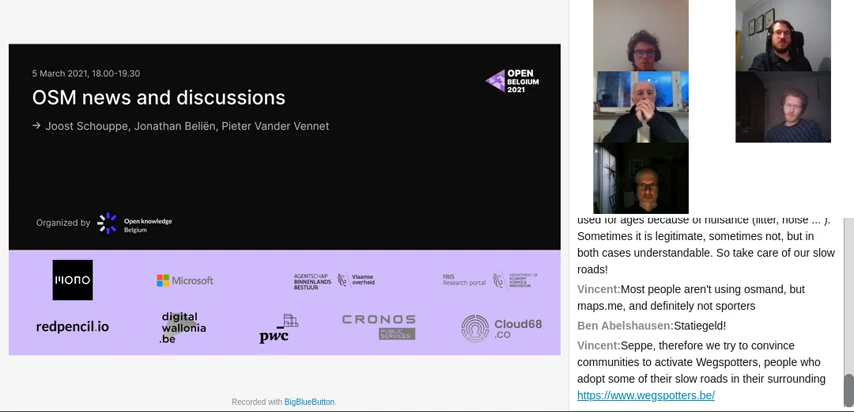 5 March 2021, 18.00-19.30
OSM news and discussions
→ Joost Schouppe, Jonathan Beliën, Pieter Vander Vennet
OPEN
BELGIUM
2021
Organized by
Open knowledge
Belgium
MONO
Microsoft
AGENTSCHAP
BINNENLANDS
BESTUUR
Vlaamse
overheid
FRIS
Research portal
DEPARTMENT OF
ECONOMY
SCIENCE &
INNOVATION
redpencil.io
digital
wallonia
.be
pwc
CRONOS
PUBLIC
SERVICES
Cloud68
.CO
Recorded with BigBlueButton.
used for ages because of nuisance (litter, noise ... ).
Sometimes it is legitimate, sometimes not, but in
both cases understandable. So take care of our slow
roads!
Vincent:Most people aren't using osmand, but
maps.me, and definitely not sporters
Ben Abelshausen:Statiegeld!
Vincent:Seppe, therefore we try to convince
communities to activate Wegspotters, people who
adopt some of their slow roads in their surrounding
https://www.wegspotters.be/